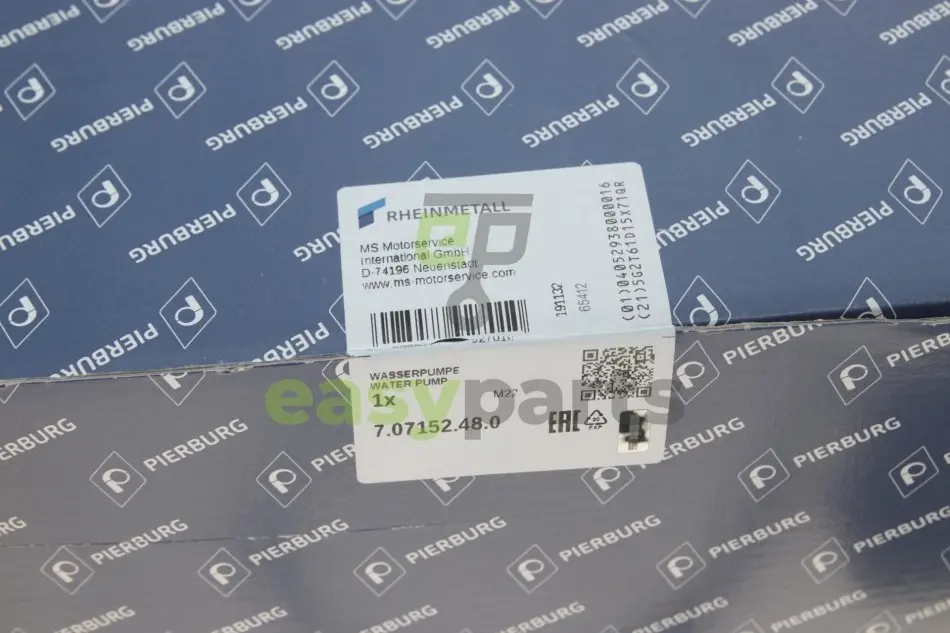 PIERBURG
RHEINMETALL
MS Motorservice
International GmbH
D-74196 Neuenstadt
www.ms-motorservice.com
191132
65412
(01)04052938000016
(21)5G2T61D15X71QR
WASSERPUMPE
WATER PUMP
1x
M22
7.07152.48.0
EAC
PAP
easyparts